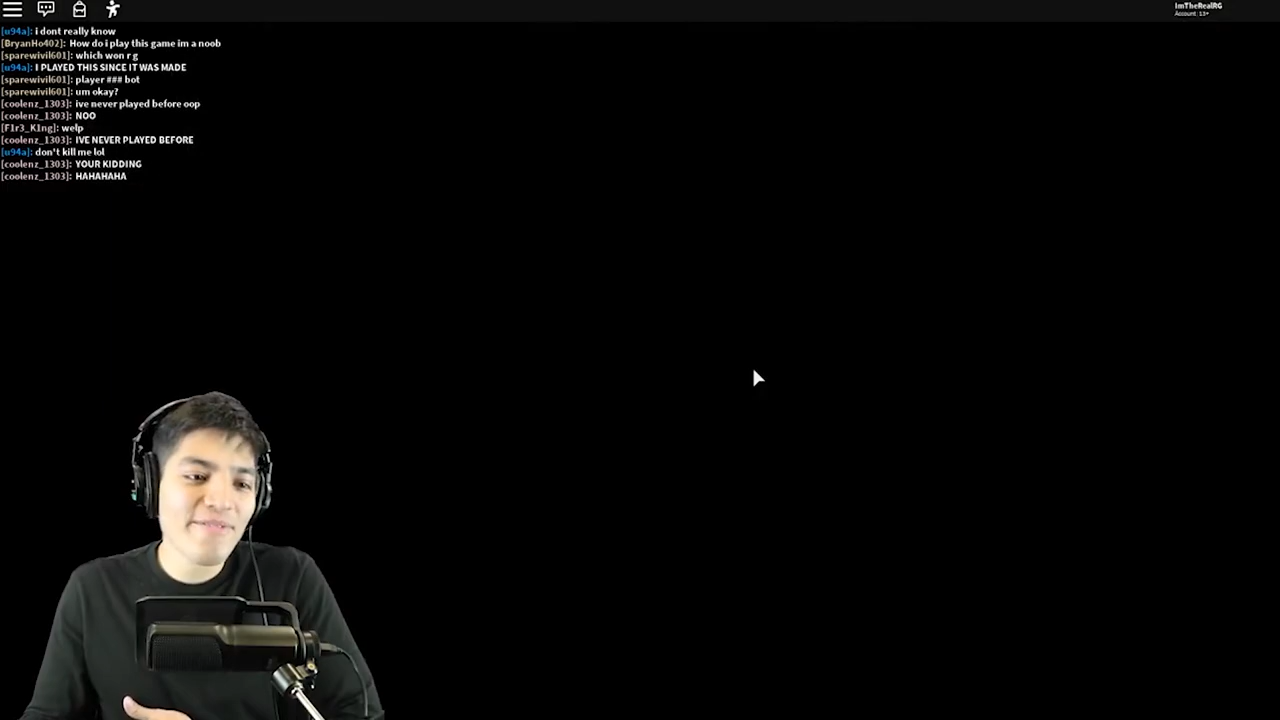 ImTheRealRG
Account: 13+
[u94a]: i dont really know
[BryanHo402]: How do i play this game im a noob
[sparewivil601]: which won r g
[u94a]: I PLAYED THIS SINCE IT WAS MADE
[sparewivil601]: player ### bot
[sparewivil601]: um okay?
[coolenz_1303]: ive never played before oop
[coolenz_1303]: NOO
[F1r3_K1ng]: welp
[coolenz_1303]: IVE NEVER PLAYED BEFORE
[u94a]: don't kill me lol
[coolenz_1303]: YOUR KIDDING
[coolenz_1303]: HAHAHAHA